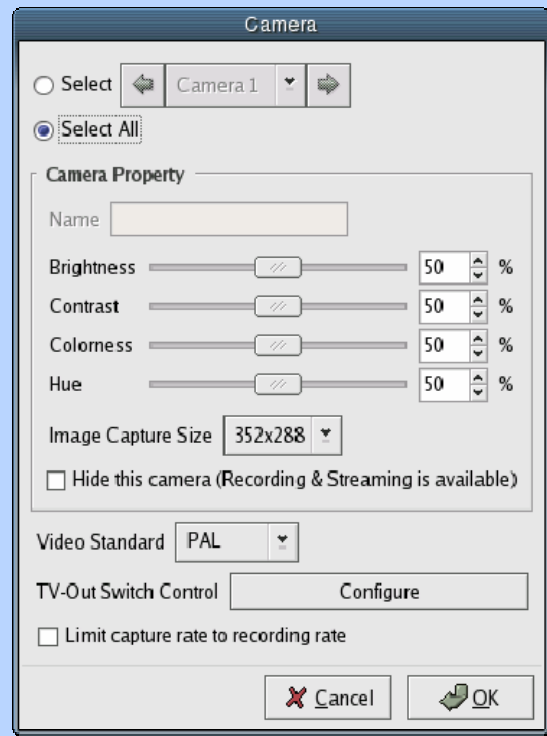 Camera
Select Camera 1
Select All
Camera Property
Name
Brightness 50 %
Contrast 50 %
Colorness 50 %
Hue 50 %
Image Capture Size 352x288
Hide this camera (Recording & Streaming is available)
Video Standard PAL
TV-Out Switch Control Configure
Limit capture rate to recording rate
Cancel OK